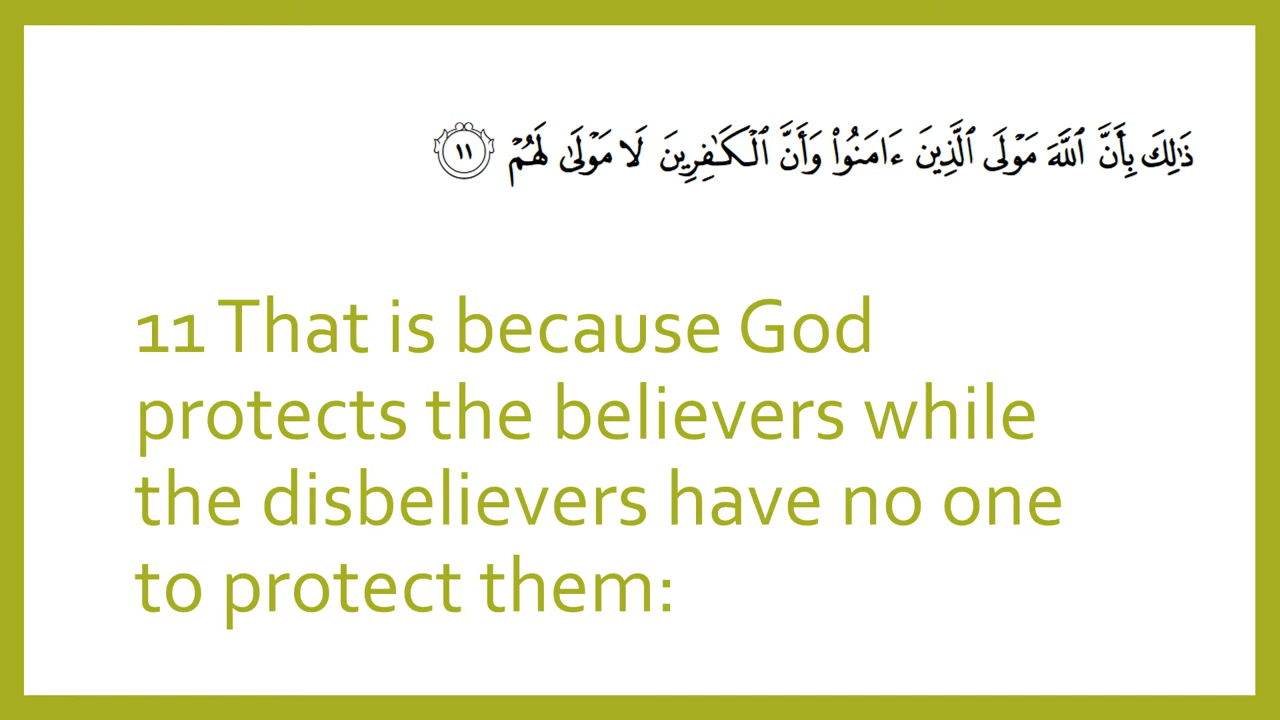 ذَٰلِكَ بِأَنَّ ٱللَّهَ مَوْلَى ٱلَّذِينَ ءَامَنُوا۟ وَأَنَّ ٱلْكَـٰفِرِينَ لَا مَوْلَىٰ لَهُمْ ١١
11 That is because God
protects the believers while
the disbelievers have no one
to protect them: